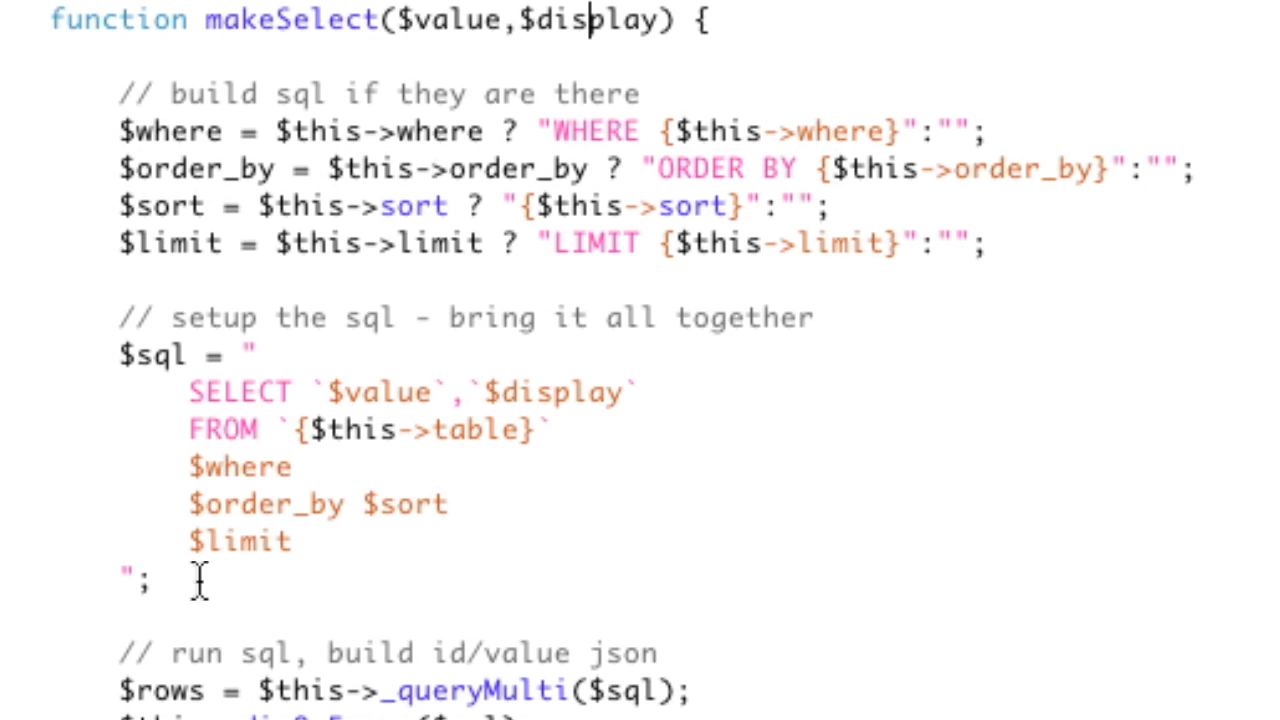 function makeSelect($value,$display) {
// build sql if they are there
$where = $this->where ? "WHERE {$this->where}":"";
$order_by = $this->order_by ? "ORDER BY {$this->order_by}":"";
$sort = $this->sort ? "{$this->sort}":"";
$limit = $this->limit ? "LIMIT {$this->limit}":"";
// setup the sql - bring it all together
$sql = "
SELECT `$value`,`$display`
FROM `{$this->table}`
$where
$order_by $sort
$limit
";
// run sql, build id/value json
$rows = $this->_queryMulti($sql);